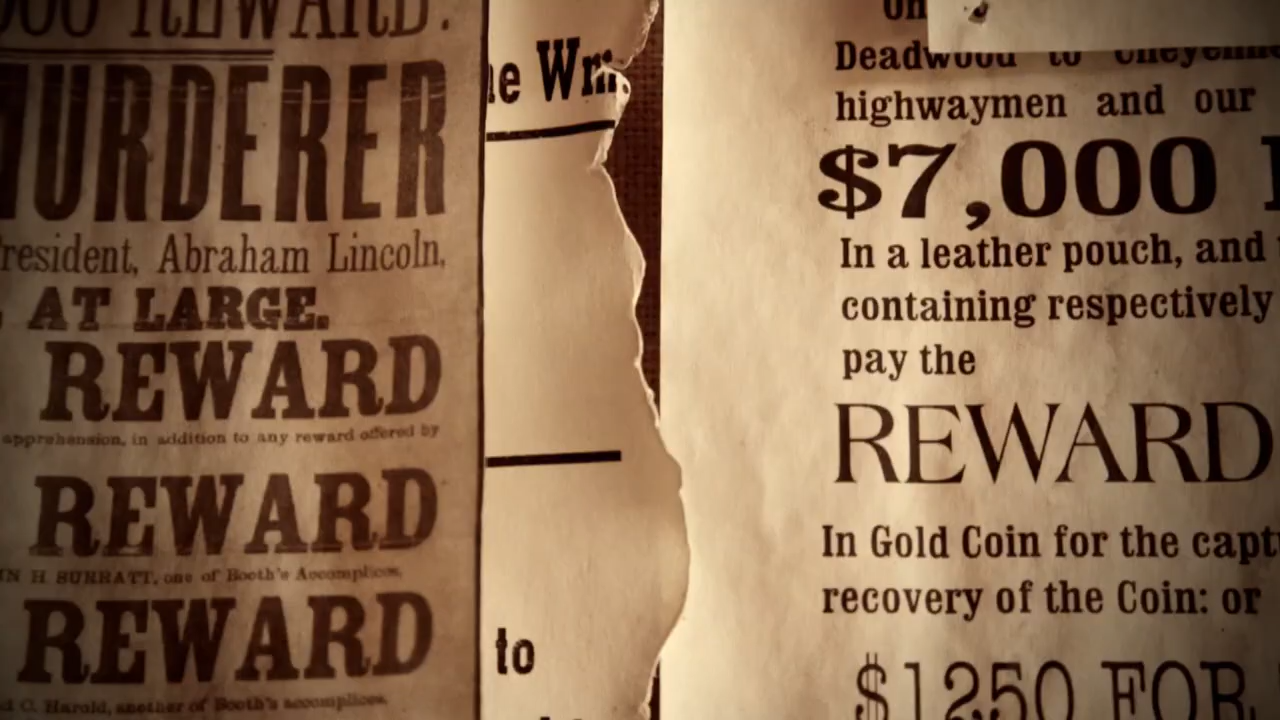 REWARD.
MURDERER
President, Abraham Lincoln,
AT LARGE.
REWARD
apprehension, in addition to any reward offered by
REWARD
H. SURRATT, one of Booth's Accomplices.
REWARD
C. Harold, another of Booth's accomplices.
to
on
Deadwood to Cheyenne
highwaymen and our
$7,000
In a leather pouch, and
containing respectively
pay the
REWARD
In Gold Coin for the capt
recovery of the Coin: or
$1250 FOR